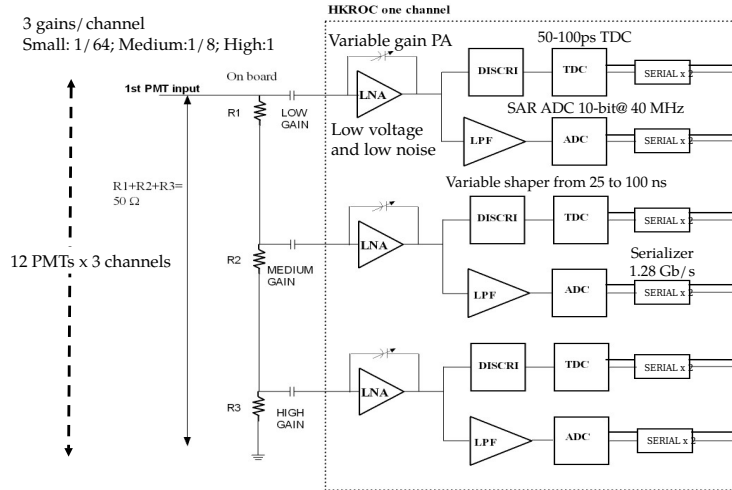 HKROC one channel
3 gains/channel
Small: 1/64; Medium:1/8; High:1
Variable gain PA
50-100ps TDC
1st PMT input
On board
R1
LOW
GAIN
LNA
DISCRI
TDC
SERIAL x 2
Low voltage
and low noise
SAR ADC 10-bit@ 40 MHz
LPF
ADC
SERIAL x 2
R1+R2+R3=
50 Ω
Variable shaper from 25 to 100 ns
12 PMTs x 3 channels
R2
MEDIUM
GAIN
LNA
DISCRI
TDC
SERIAL x 2
Serializer
1.28 Gb/s
LPF
ADC
SERIAL x 2
R3
HIGH
GAIN
LNA
DISCRI
TDC
SERIAL x 2
LPF
ADC
SERIAL x 2